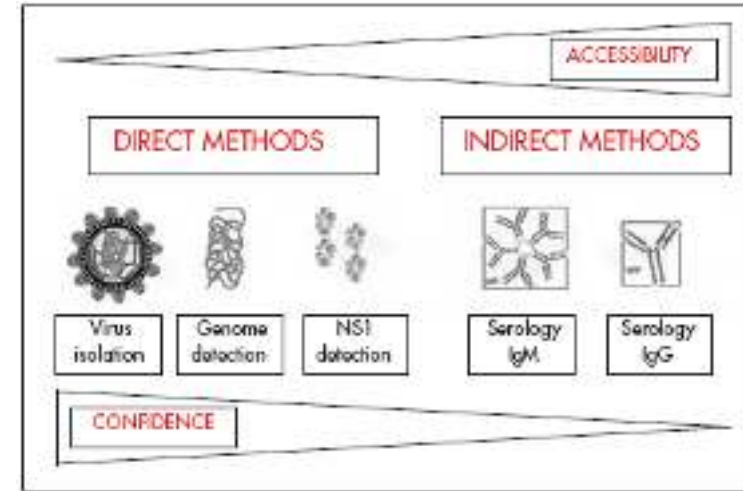 ACCESSIBILITY
DIRECT METHODS
INDIRECT METHODS
Virus
isolation
Genome
detection
NS1
detection
Serology
IgM
Serology
IgG
CONFIDENCE